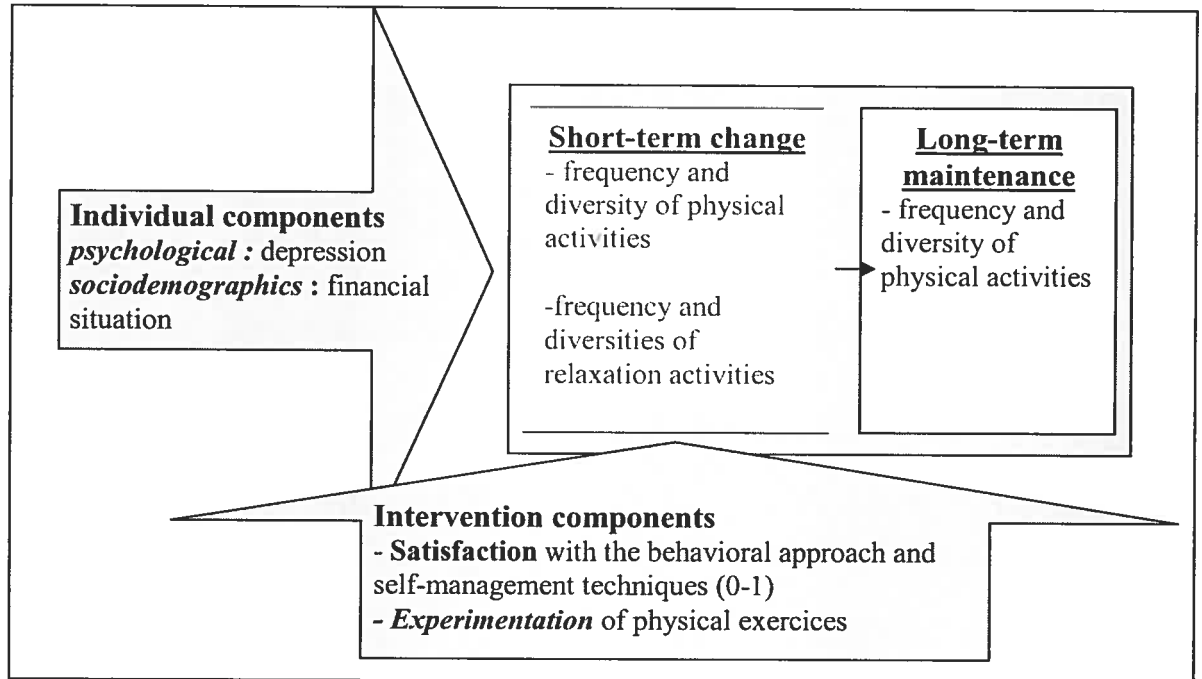 Individual components
psychological : depression
sociodemographics : financial
situation
Short-term change
- frequency and
diversity of physical
activities
-frequency and
diversities of
relaxation activities
Long-term
maintenance
- frequency and
diversity of
physical activities
Intervention components
- Satisfaction with the behavioral approach and
self-management techniques (0-1)
- Experimentation of physical exercices